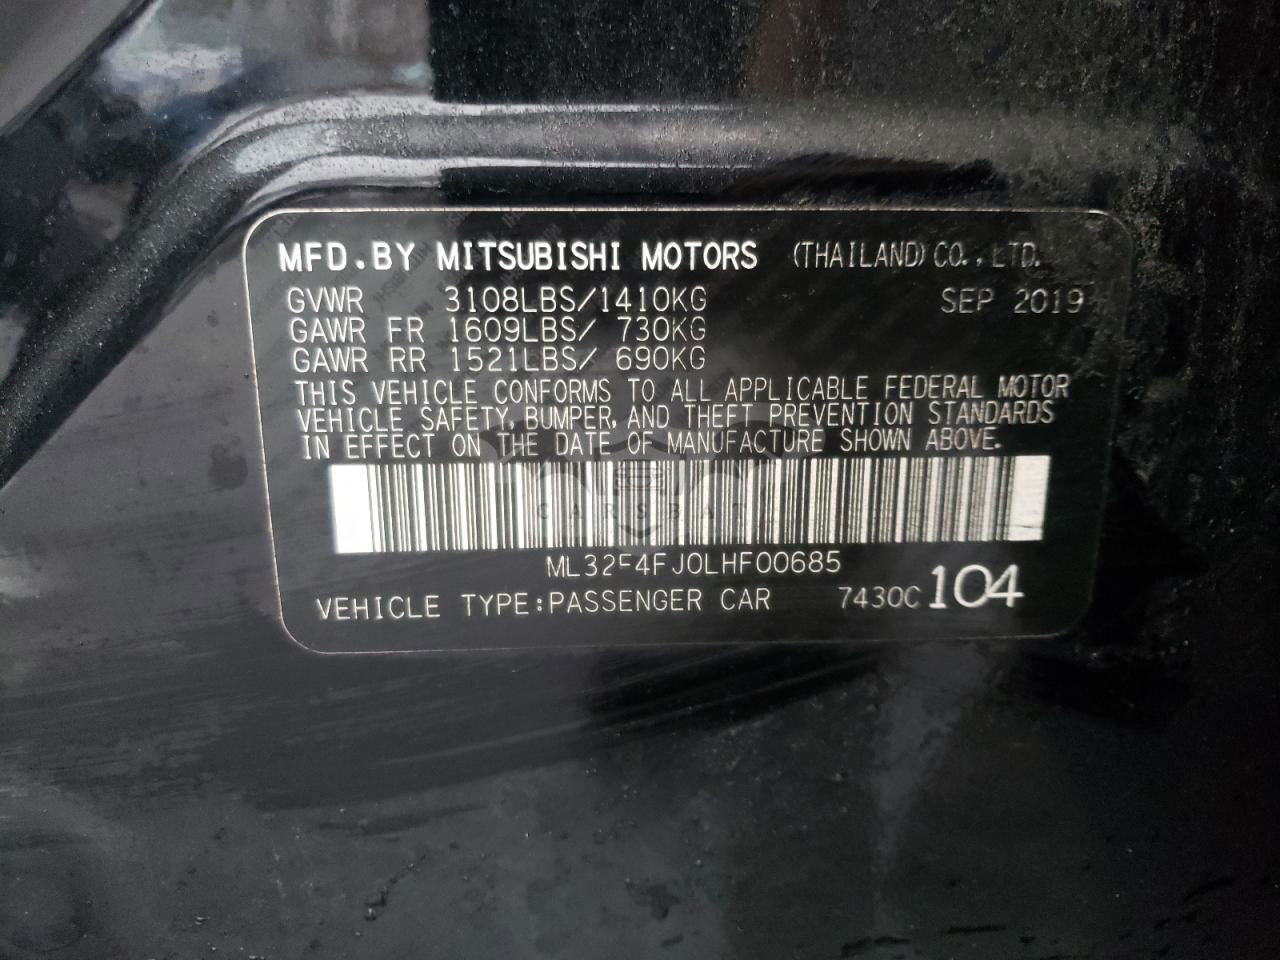 MFD.BY MITSUBISHI MOTORS (THAILAND) CO., LTD.
GVWR 3108LBS/1410KG SEP 2019
GAWR FR 1609LBS/ 730KG
GAWR RR 1521LBS/ 690KG
THIS VEHICLE CONFORMS TO ALL APPLICABLE FEDERAL MOTOR
VEHICLE SAFETY, BUMPER, AND THEFT PREVENTION STANDARDS
IN EFFECT ON THE DATE OF MANUFACTURE SHOWN ABOVE.
ML32F4FJ0LHF00685
VEHICLE TYPE:PASSENGER CAR 7430C 104